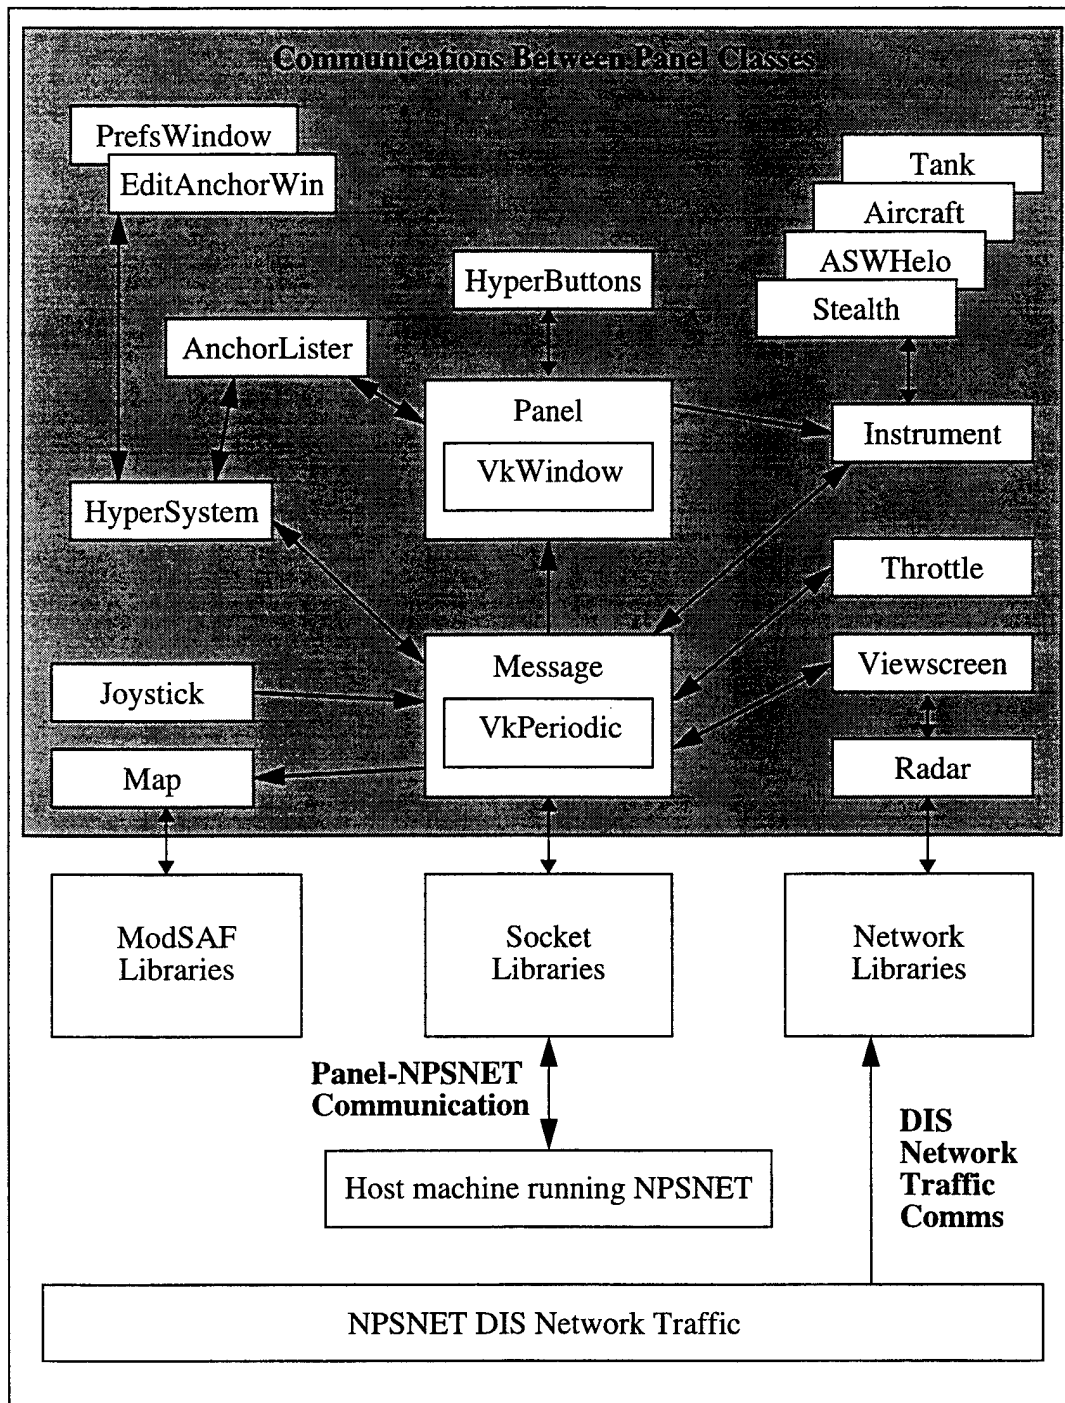 Communications Between Panel Classes
PrefsWindow
EditAnchorWin
Tank
Aircraft
ASWHelo
Stealth
HyperButtons
AnchorLister
Panel
VkWindow
Instrument
HyperSystem
Throttle
Message
VkPeriodic
Viewscreen
Joystick
Map
Radar
ModSAF
Libraries
Socket
Libraries
Network
Libraries
Panel-NPSNET
Communication
DIS
Network
Traffic
Comms
Host machine running NPSNET
NPSNET DIS Network Traffic